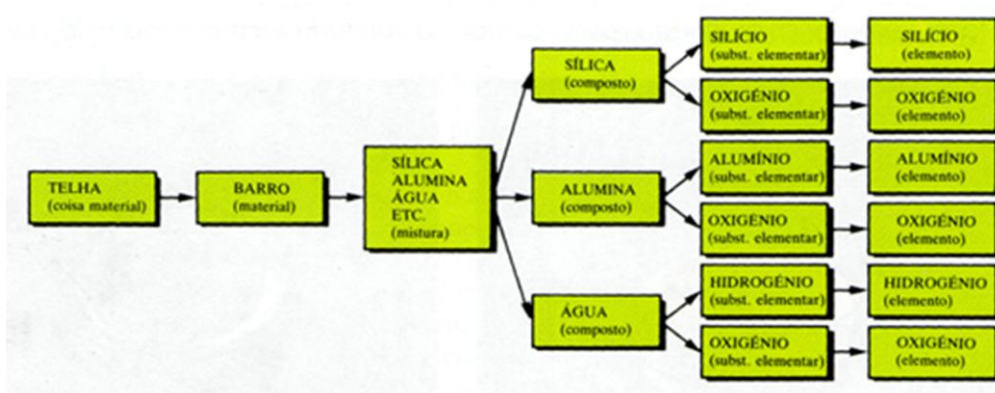 TELHA
(coisa material)
BARRO
(material)
SÍLICA
ALUMINA
ÁGUA
ETC.
(mistura)
SÍLICA
(composto)
ALUMINA
(composto)
ÁGUA
(composto)
SILÍCIO
(subst. elementar)
SILÍCIO
(elemento)
OXIGÉNIO
(subst. elementar)
OXIGÉNIO
(elemento)
ALUMÍNIO
(subst. elementar)
ALUMÍNIO
(elemento)
OXIGÉNIO
(subst. elementar)
OXIGÉNIO
(elemento)
HIDROGÉNIO
(subst. elementar)
HIDROGÉNIO
(elemento)
OXIGÉNIO
(subst. elementar)
OXIGÉNIO
(elemento)